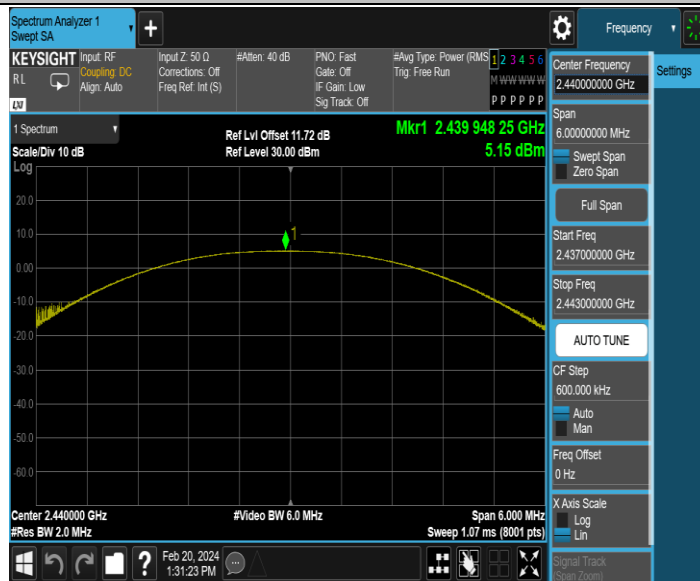 Spectrum Analyzer 1
Swept SA
Frequency
KEYSIGHT
RL
LXI
Input: RF
Coupling: DC
Align: Auto
Input Z: 50 Ω
Corrections: Off
Freq Ref: Int (S)
#Atten: 40 dB
PNO: Fast
Gate: Off
IF Gain: Low
Sig Track: Off
#Avg Type: Power (RMS
Trig: Free Run
1 2 3 4 5 6
M W W W W W
P P P P P P
1 Spectrum
Scale/Div 10 dB
Ref Lvl Offset 11.72 dB
Ref Level 30.00 dBm
Mkr1 2.439 948 25 GHz
5.15 dBm
Log
20.0
10.0
0.00
-10.0
-20.0
-30.0
-40.0
-50.0
-60.0
1
Center 2.440000 GHz
#Res BW 2.0 MHz
#Video BW 6.0 MHz
Span 6.000 MHz
Sweep 1.07 ms (8001 pts)
Feb 20, 2024
1:31:23 PM
Center Frequency
2.440000000 GHz
Settings
Span
6.00000000 MHz
Swept Span
Zero Span
Full Span
Start Freq
2.437000000 GHz
Stop Freq
2.443000000 GHz
AUTO TUNE
CF Step
600.000 kHz
Auto
Man
Freq Offset
0 Hz
X Axis Scale
Log
Lin
Signal Track
(Span Zoom)